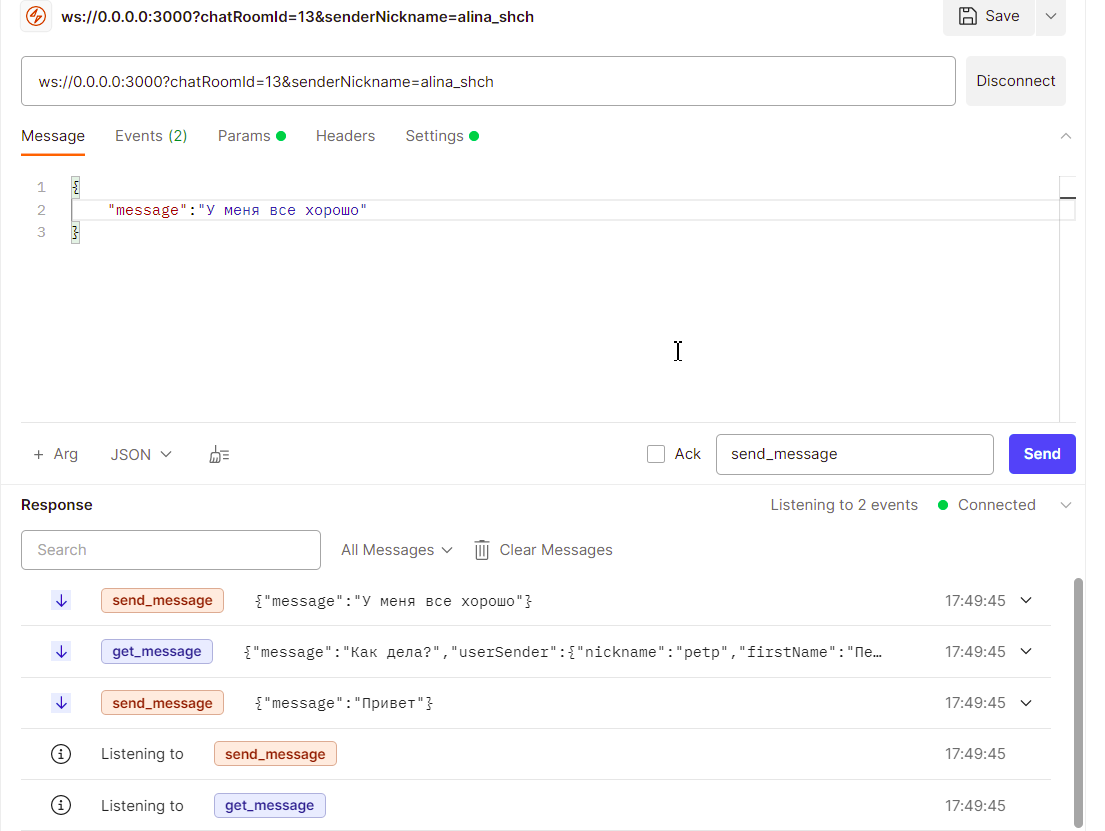 ws://0.0.0.0:3000?chatRoomId=13&senderNickname=alina_shch
Save
ws://0.0.0.0:3000?chatRoomId=13&senderNickname=alina_shch
Disconnect
Message Events (2) Params Headers Settings
1 {
2 "message":"У меня все хорошо"
3 }
+ Arg JSON Ack send_message Send
Response Listening to 2 events Connected
Search All Messages Clear Messages
send_message {"message":"У меня все хорошо"} 17:49:45
get_message {"message":"Как дела?","userSender":{"nickname":"petp","firstName":"Пе… 17:49:45
send_message {"message":"Привет"} 17:49:45
Listening to send_message 17:49:45
Listening to get_message 17:49:45